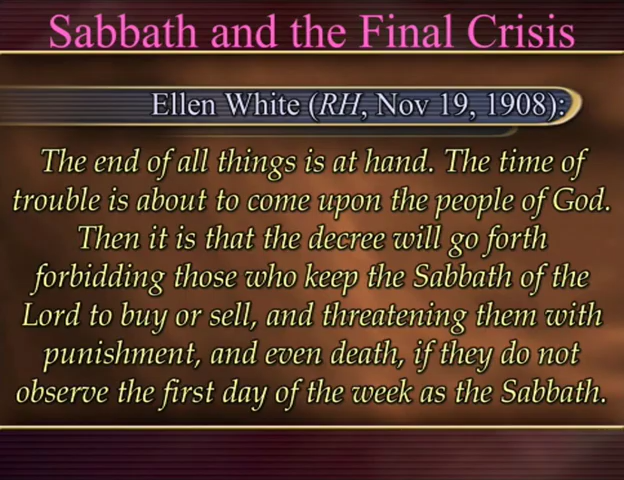 Sabbath and the Final Crisis
Ellen White (RH, Nov 19, 1908):
The end of all things is at hand. The time of
trouble is about to come upon the people of God.
Then it is that the decree will go forth
forbidding those who keep the Sabbath of the
Lord to buy or sell, and threatening them with
punishment, and even death, if they do not
observe the first day of the week as the Sabbath.